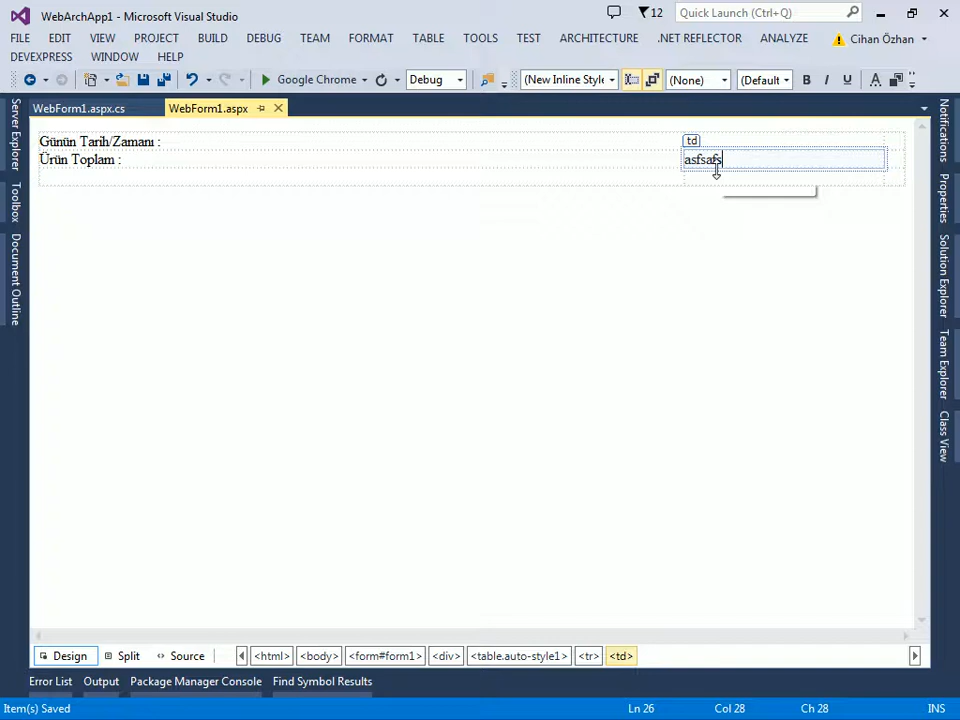 WebArchApp1 - Microsoft Visual Studio
12
Quick Launch (Ctrl+Q)
FILE EDIT VIEW PROJECT BUILD DEBUG TEAM FORMAT TABLE TOOLS TEST ARCHITECTURE .NET REFLECTOR ANALYZE Cihan Özhan
DEVEXPRESS WINDOW HELP
Google Chrome Debug (New Inline Style (None) (Default B I U A
WebForm1.aspx.cs WebForm1.aspx
Server Explorer
Toolbox
Document Outline
Günün Tarih/Zamanı :
td
Ürün Toplam : asfsafs
Notifications
Properties
Solution Explorer
Team Explorer
Class View
Design Split Source <html> <body> <form#form1> <div> <table.auto-style1> <tr> <td>
Error List Output Package Manager Console Find Symbol Results
Item(s) Saved Ln 26 Col 28 Ch 28 INS